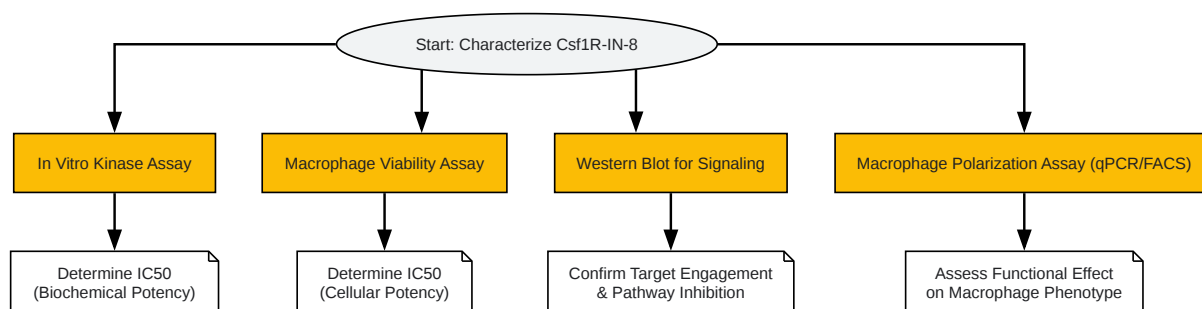 Start: Characterize Csf1R-IN-8
In Vitro Kinase Assay
Macrophage Viability Assay
Western Blot for Signaling
Macrophage Polarization Assay (qPCR/FACS)
Determine IC50
(Biochemical Potency)
Determine IC50
(Cellular Potency)
Confirm Target Engagement
& Pathway Inhibition
Assess Functional Effect
on Macrophage Phenotype